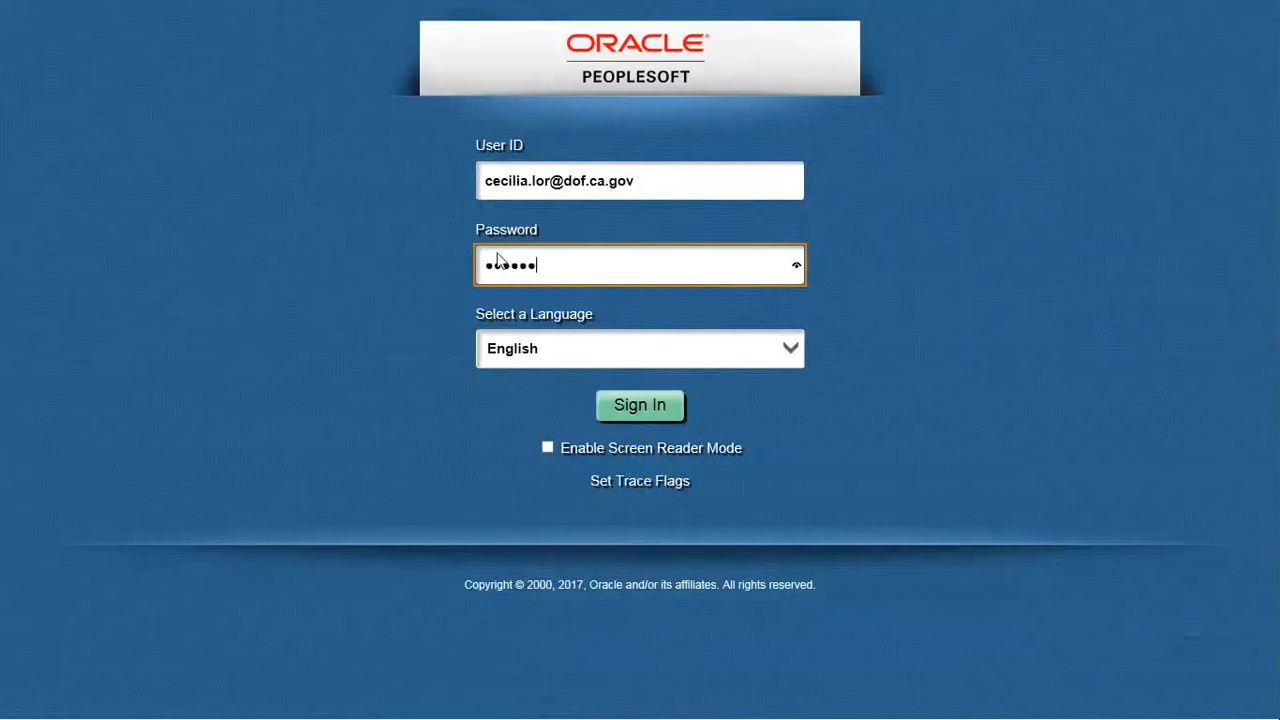 ORACLE
PEOPLESOFT
User ID
cecilia.lor@dof.ca.gov
Password
••••••
Select a Language
English
Sign In
Enable Screen Reader Mode
Set Trace Flags
Copyright © 2000, 2017, Oracle and/or its affiliates. All rights reserved.